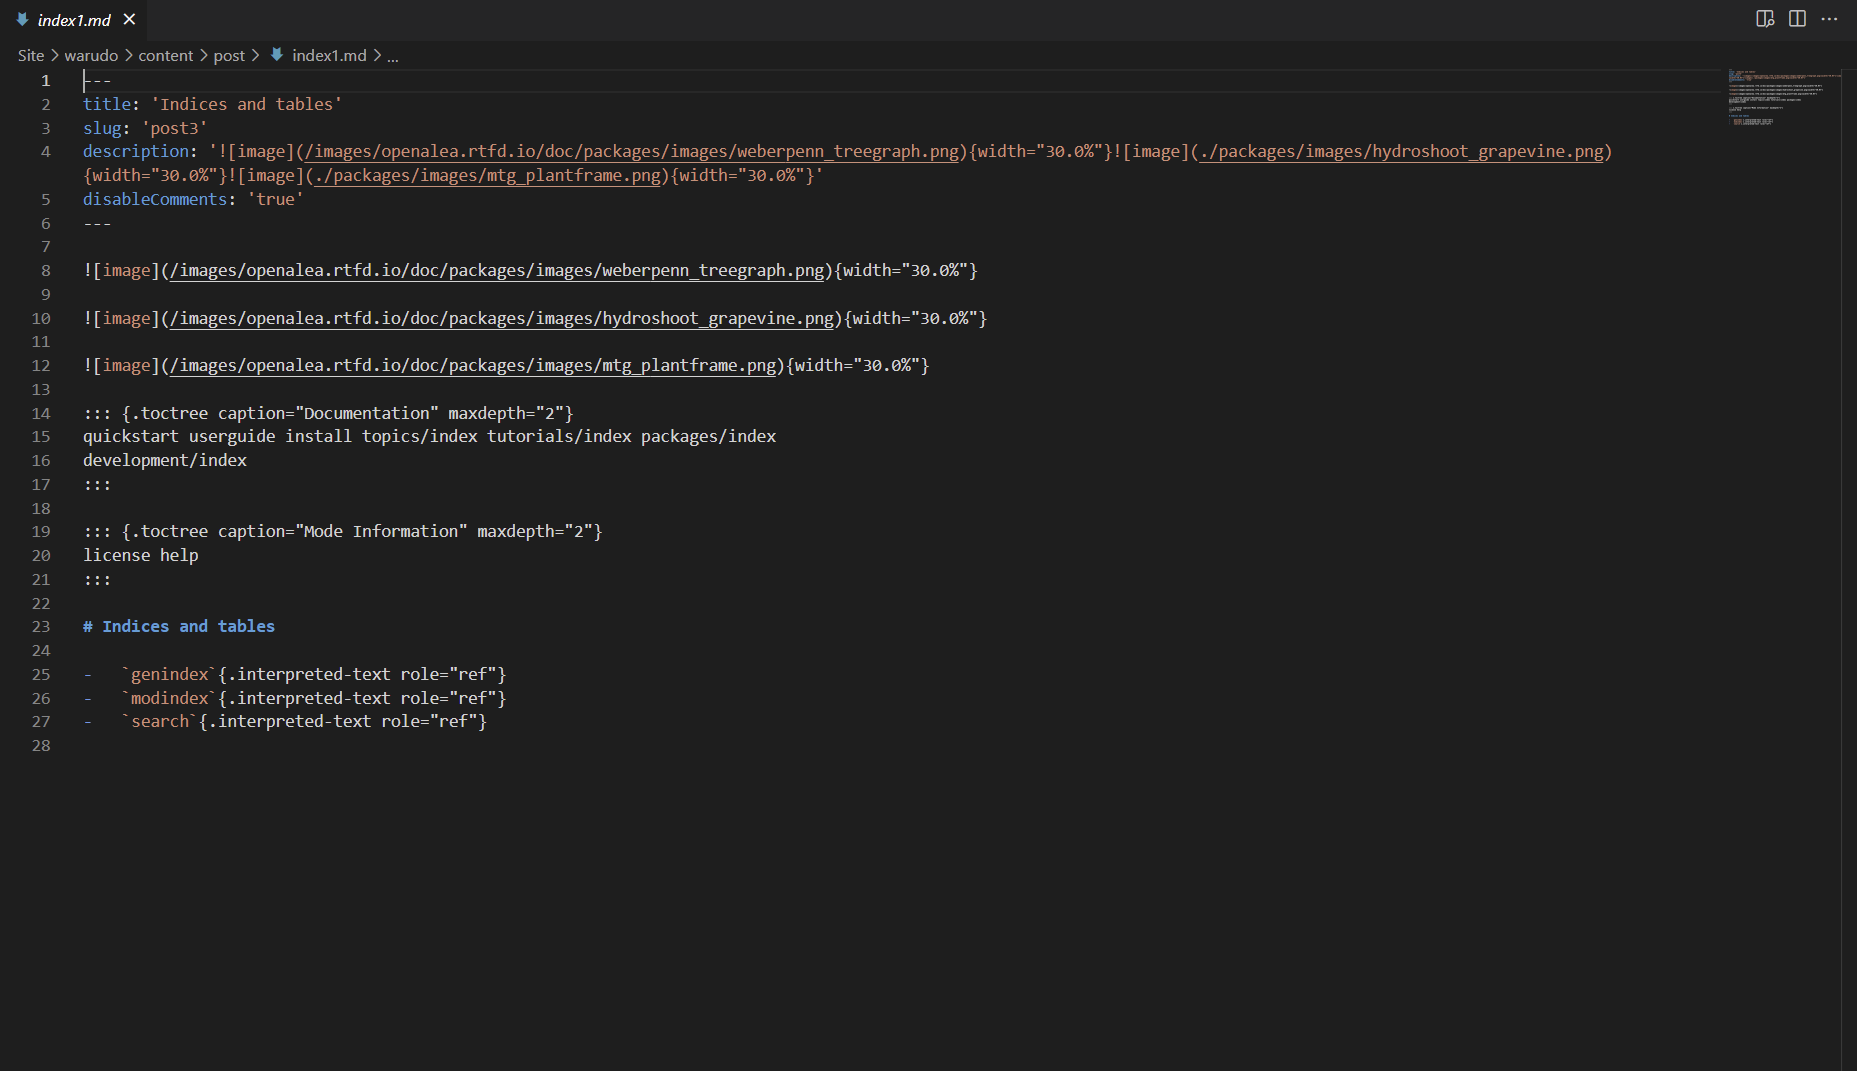 index1.md
Site > warudo > content > post > index1.md > ...
1 ---
2 title: 'Indices and tables'
3 slug: 'post3'
4 description: '![image](/images/openalea.rtfd.io/doc/packages/images/weberpenn_treegraph.png){width="30.0%"}![image](./packages/images/hydroshoot_grapevine.png)
{width="30.0%"}![image](./packages/images/mtg_plantframe.png){width="30.0%"}'
5 disableComments: 'true'
6 ---
7
8 ![image](/images/openalea.rtfd.io/doc/packages/images/weberpenn_treegraph.png){width="30.0%"}
9
10 ![image](/images/openalea.rtfd.io/doc/packages/images/hydroshoot_grapevine.png){width="30.0%"}
11
12 ![image](/images/openalea.rtfd.io/doc/packages/images/mtg_plantframe.png){width="30.0%"}
13
14 ::: {.toctree caption="Documentation" maxdepth="2"}
15 quickstart userguide install topics/index tutorials/index packages/index
16 development/index
17 :::
18
19 ::: {.toctree caption="Mode Information" maxdepth="2"}
20 license help
21 :::
22
23 # Indices and tables
24
25 -   `genindex`{.interpreted-text role="ref"}
26 -   `modindex`{.interpreted-text role="ref"}
27 -   `search`{.interpreted-text role="ref"}
28